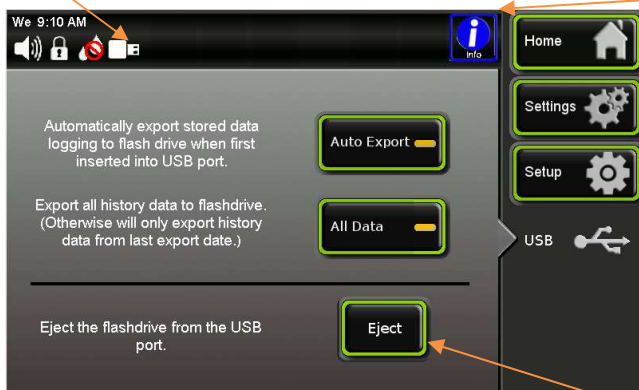 We 9:10 AM
Info
Home
Settings
Automatically export stored data
logging to flash drive when first
inserted into USB port.
Auto Export
Setup
Export all history data to flashdrive.
(Otherwise will only export history
data from last export date.)
All Data
USB
Eject the flashdrive from the USB
port.
Eject